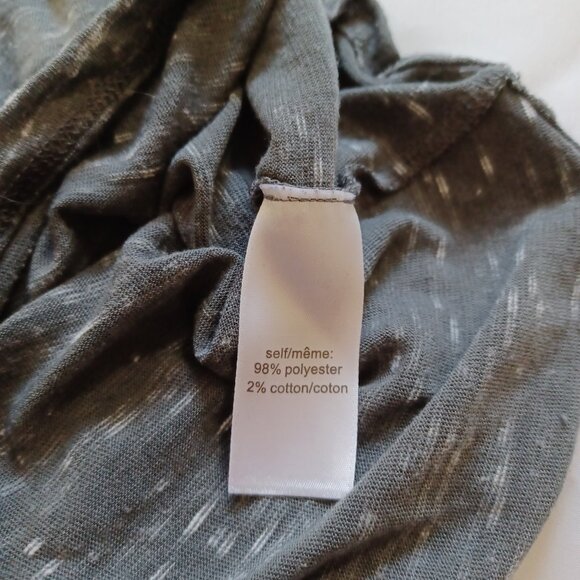 self/même:
98% polyester
2% cotton/coton